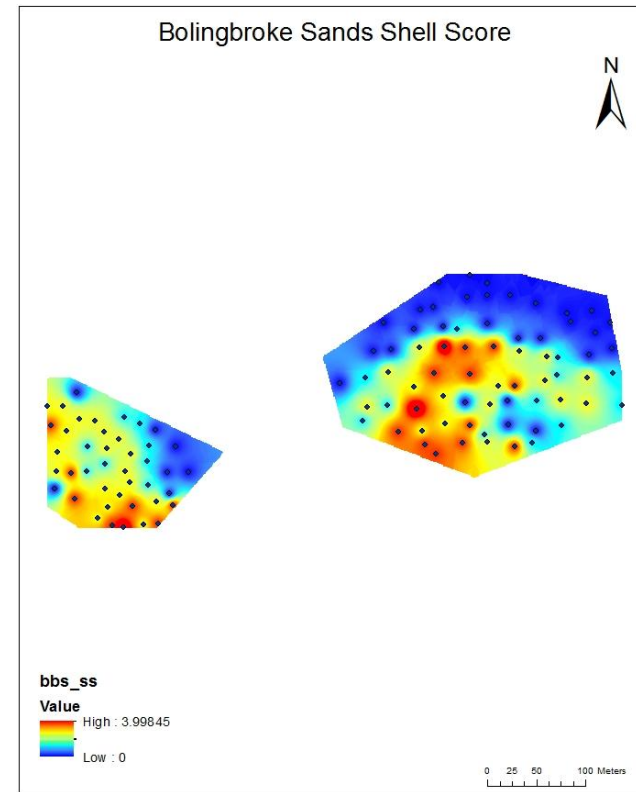 Bolingbroke Sands Shell Score
N
bbs_ss
Value
High : 3.99845
Low : 0
0 25 50 100 Meters